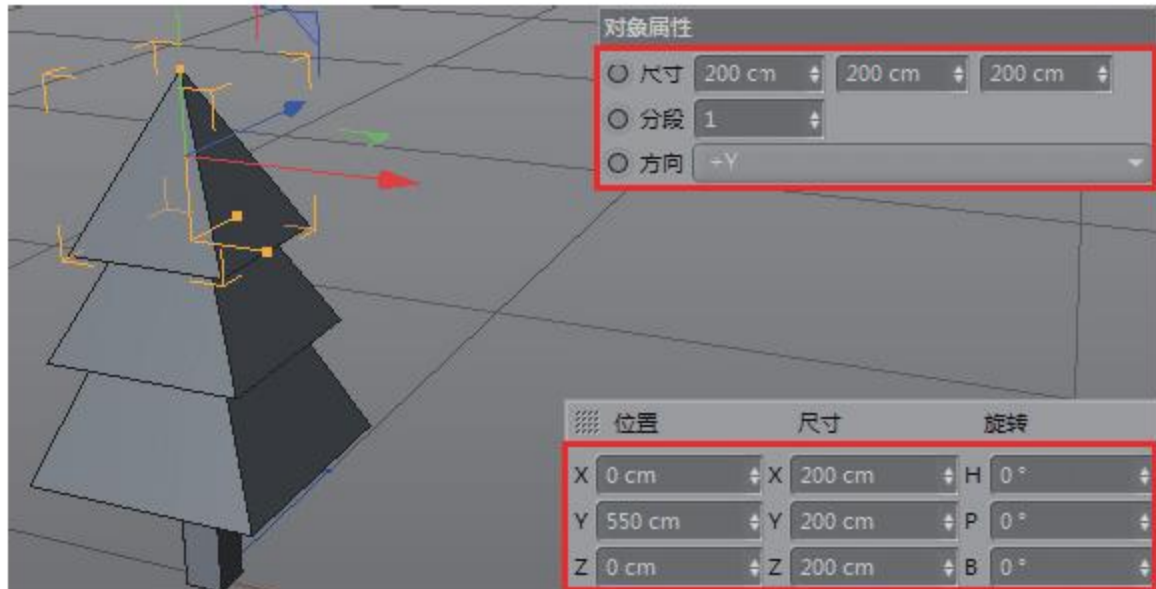 对象属性
尺寸 200 cm 200 cm 200 cm
分段 1
方向 +Y
位置 尺寸 旋转
X 0 cm X 200 cm H 0°
Y 550 cm Y 200 cm P 0°
Z 0 cm Z 200 cm B 0°